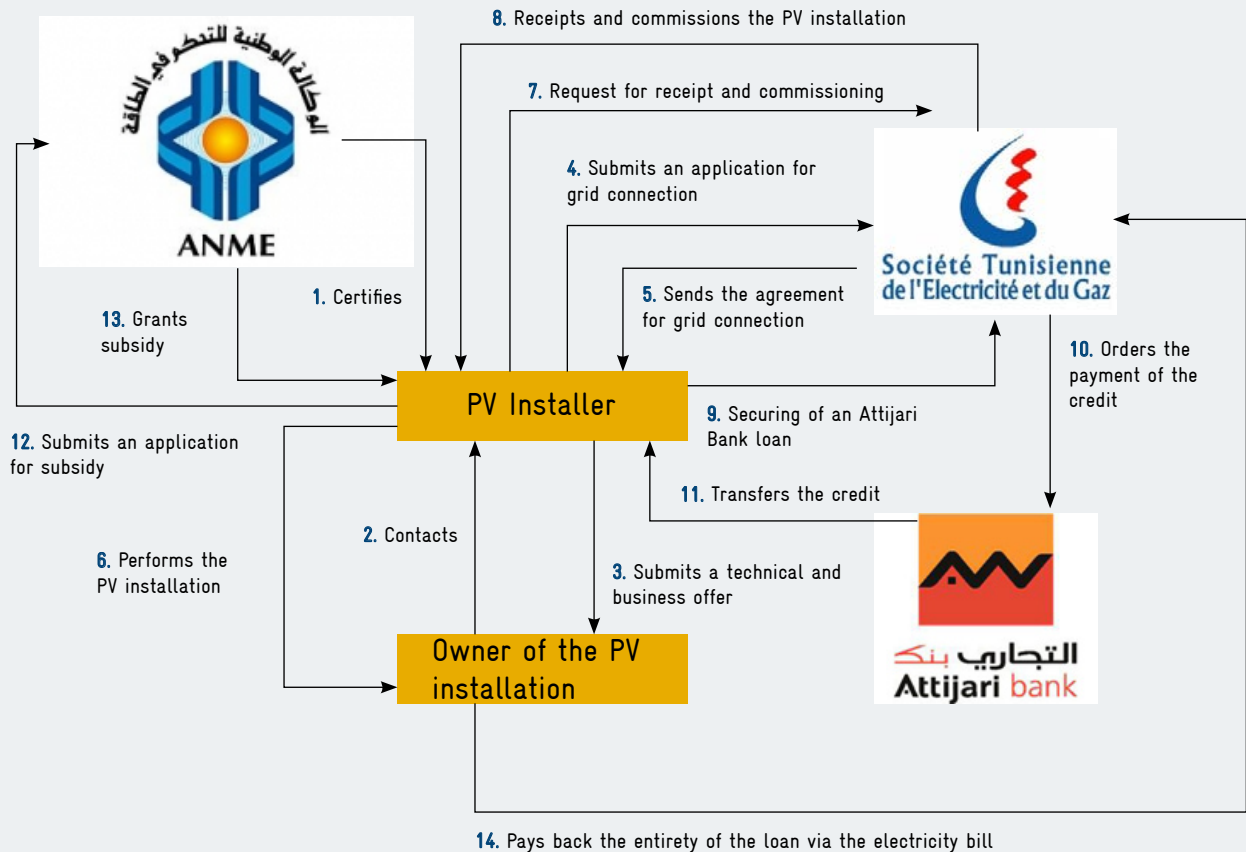 8. Receipts and commissions the PV installation
الوكالة الوطنية للتحكم في الطاقة
ANME
7. Request for receipt and commissioning
4. Submits an application for
grid connection
Société Tunisienne
de l'Electricité et du Gaz
1. Certifies
13. Grants
subsidy
5. Sends the agreement
for grid connection
10. Orders the
payment of the
credit
PV Installer
9. Securing of an Attijari
Bank loan
12. Submits an application
for subsidy
11. Transfers the credit
2. Contacts
6. Performs the
PV installation
3. Submits a technical and
business offer
Owner of the PV
installation
التجاري بنك
Attijari bank
14. Pays back the entirety of the loan via the electricity bill